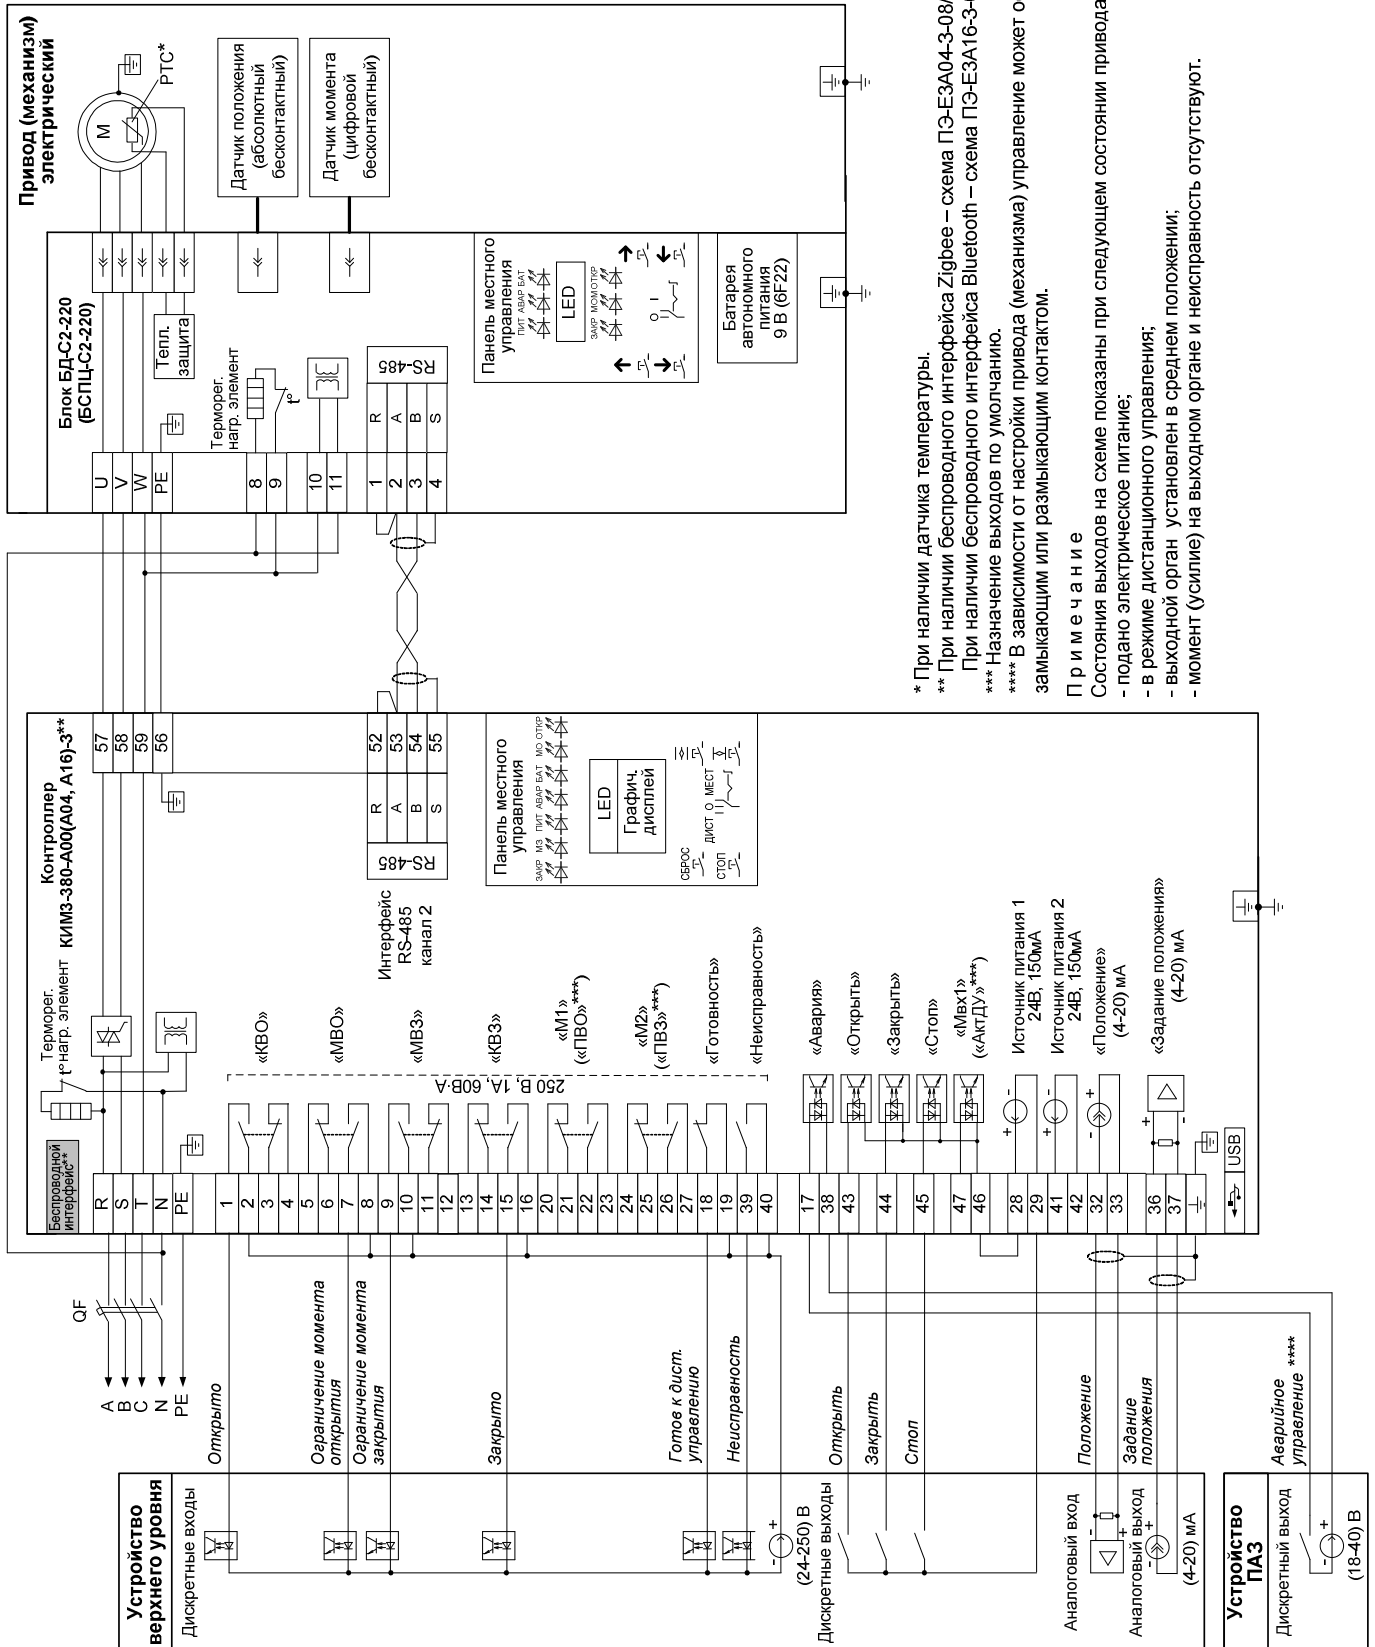 Привод (механизм)
электрический
M
PTC*
Датчик положения
(абсолютный
бесконтактный)
Датчик момента
(цифровой
бесконтактный)
Блок БД-С2-220
(БСПЦ-С2-220)
Тепл.
защита
Терморег.
нагр. элемент
t°
U
V
W
PE
8
9
10
11
1
2
3
4
R
A
B
S
RS-485
Панель местного
управления
ПИТ АВАР БАТ
LED
ЗАКР МОМ ОТКР
О I
Батарея
автономного
питания
9 В (6F22)
Контроллер
КИМ3-380-А00(А04, А16)-3**
57
58
59
56
52
53
54
55
R
A
B
S
RS-485
Интерфейс
RS-485
канал 2
Панель местного
управления
ЗАКР МЗ ПИТ АВАР БАТ МО ОТКР
LED
Графич.
дисплей
СБРОС
СТОП
ДИСТ О МЕСТ
Терморег.
t° нагр. элемент
Беспроводной
интерфейс**
R
S
T
N
PE
1
2
3
4
5
6
7
8
9
10
11
12
13
14
15
16
20
21
22
23
24
25
26
27
18
19
39
40
17
38
43
44
45
47
46
28
29
41
42
32
33
36
37
USB
250 В, 1А, 60В·А
«КВО»
«МВО»
«МВЗ»
«КВЗ»
«М1»
(«ПВО»***)
«М2»
(«ПВЗ»***)
«Готовность»
«Неисправность»
«Авария»
«Открыть»
«Закрыть»
«Стоп»
«Мвх1»
(«АктДУ»***)
Источник питания 1
24В, 150мА
Источник питания 2
24В, 150мА
«Положение»
(4-20) мА
«Задание положения»
(4-20) мА
+ -
+ -
- +
+ -
QF
A
B
C
N
PE
Открыто
Ограничение момента
открытия
Ограничение момента
закрытия
Закрыто
Готов к дист.
управлению
Неисправность
Открыть
Закрыть
Стоп
Положение
Задание
положения
Аварийное
управление ****
Устройство
верхнего уровня
Дискретные входы
- +
(24-250) В
Дискретные выходы
Аналоговый вход
- +
Аналоговый выход
- +
(4-20) мА
Устройство
ПАЗ
Дискретный выход
- +
(18-40) В
* При наличии датчика температуры.
** При наличии беспроводного интерфейса Zigbee – схема ПЭ-Е3А04-3-08/
При наличии беспроводного интерфейса Bluetooth – схема ПЭ-Е3А16-3-
*** Назначение выходов по умолчанию.
**** В зависимости от настройки привода (механизма) управление может
замыкающим или размыкающим контактом.
Примечание
Состояния выходов на схеме показаны при следующем состоянии привода
- подано электрическое питание;
- в режиме дистанционного управления;
- выходной орган установлен в среднем положении;
- момент (усилие) на выходном органе и неисправность отсутствуют.